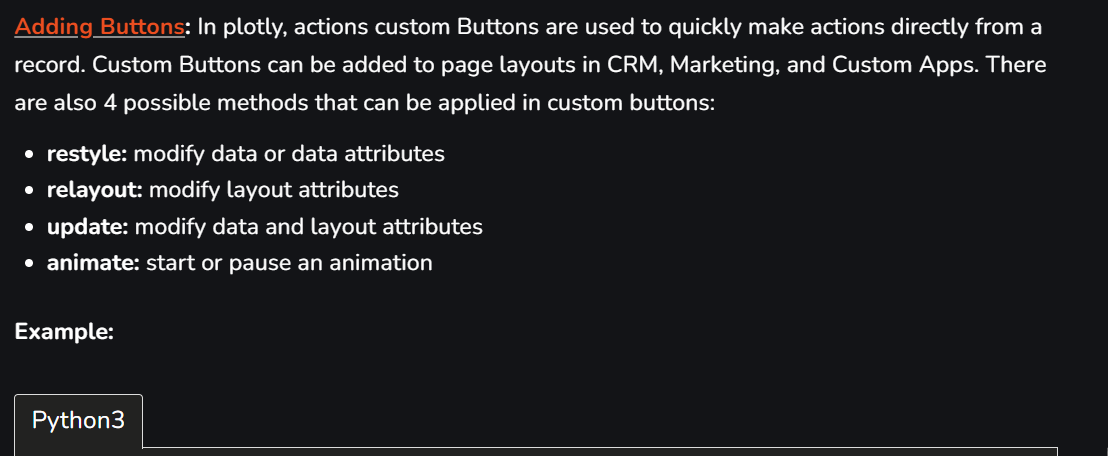 Adding Buttons: In plotly, actions custom Buttons are used to quickly make actions directly from a
record. Custom Buttons can be added to page layouts in CRM, Marketing, and Custom Apps. There
are also 4 possible methods that can be applied in custom buttons:
• restyle: modify data or data attributes
• relayout: modify layout attributes
• update: modify data and layout attributes
• animate: start or pause an animation
Example:
Python3